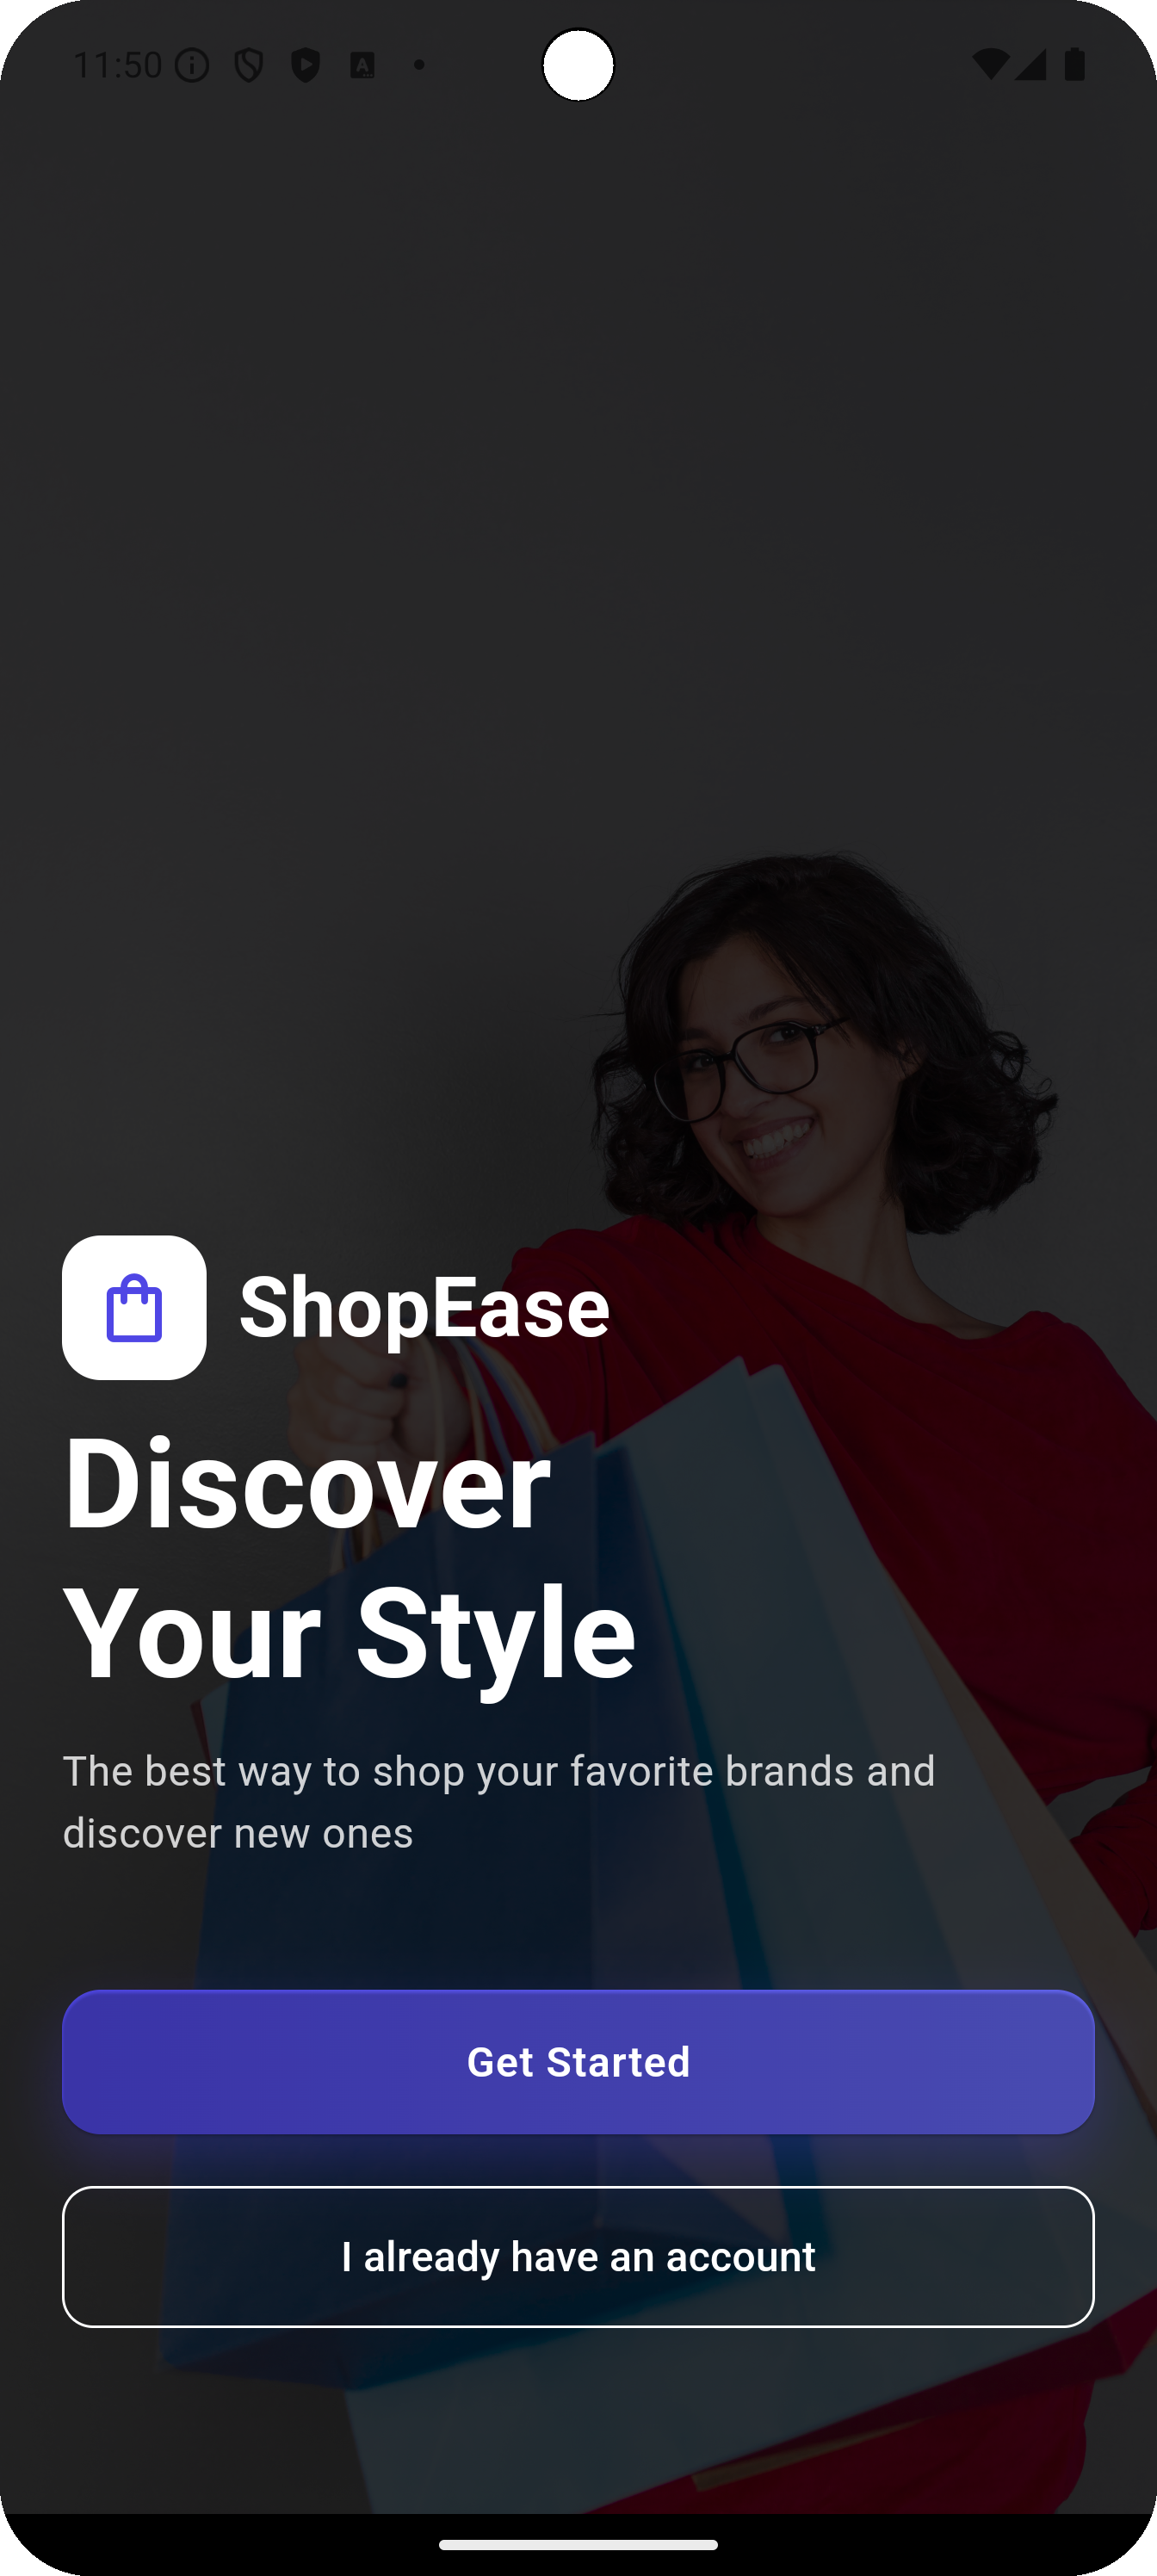 11:50
ShopEase
Discover
Your Style
The best way to shop your favorite brands and
discover new ones
Get Started
I already have an account